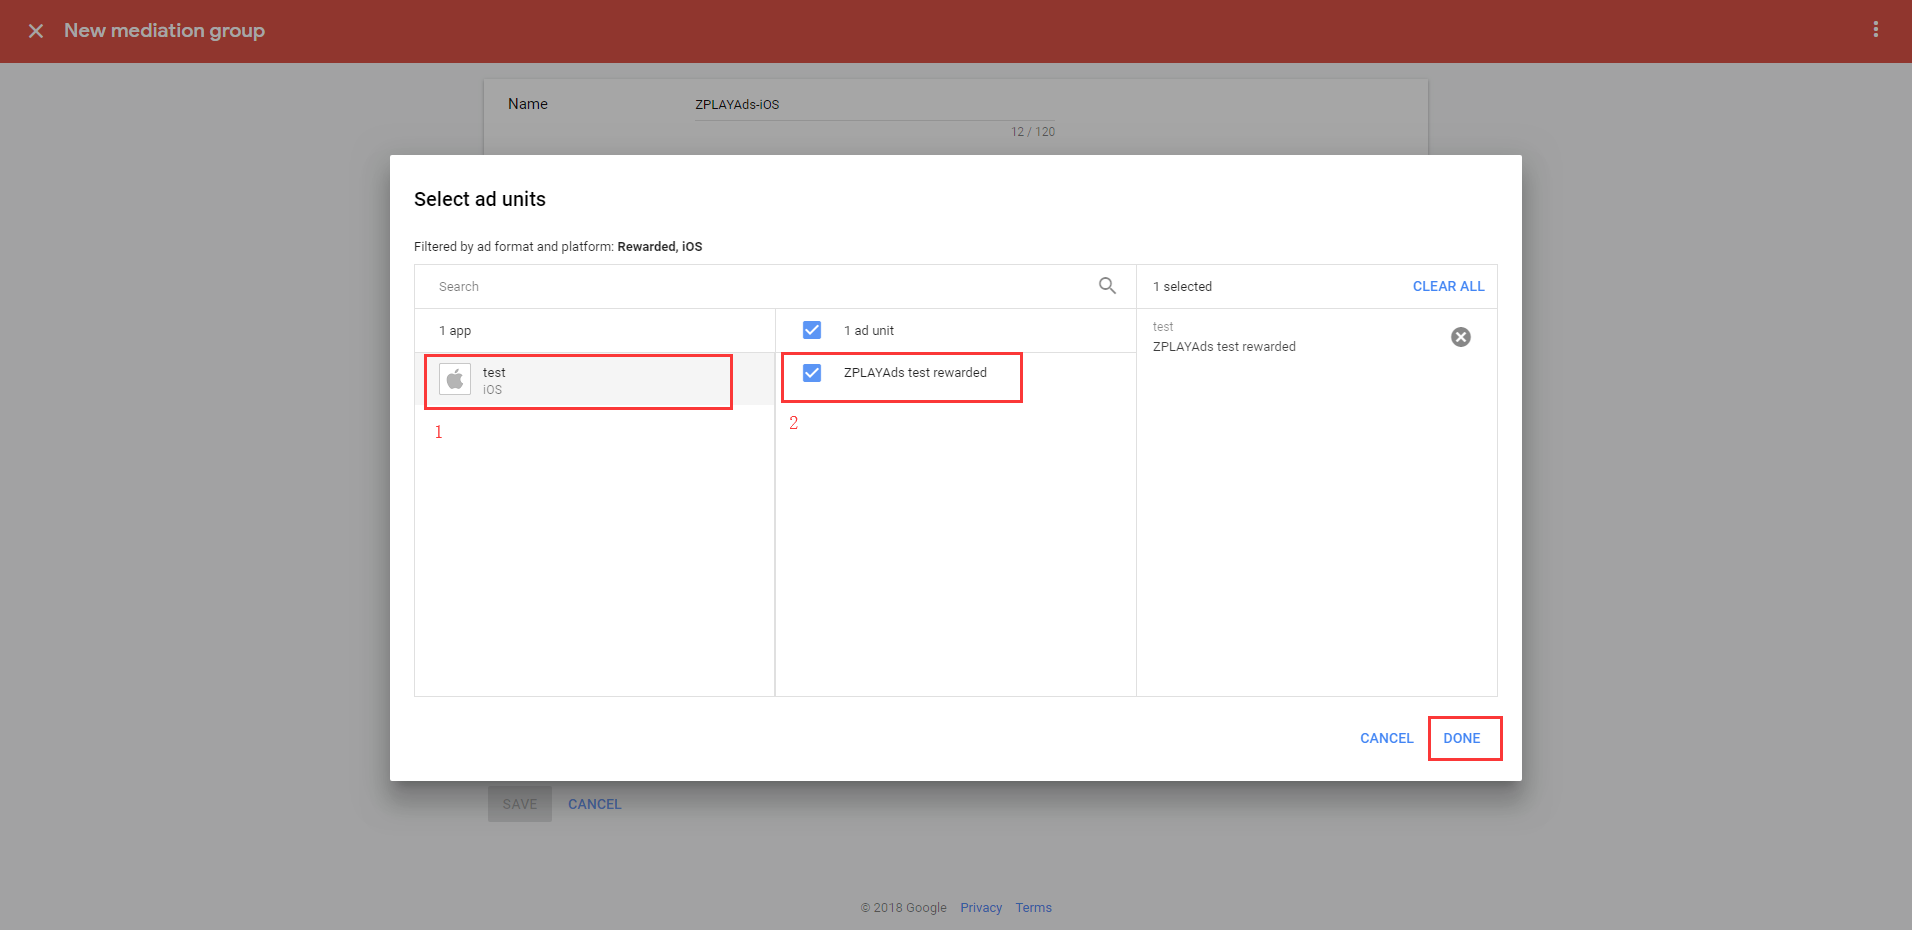 New mediation group
Name
ZPLAYAds-iOS
12 / 120
Select ad units
Filtered by ad format and platform: Rewarded, iOS
Search
1 selected
CLEAR ALL
1 app
1 ad unit
test
ZPLAYAds test rewarded
test
iOS
ZPLAYAds test rewarded
1
2
CANCEL
DONE
SAVE
CANCEL
© 2018 Google Privacy Terms